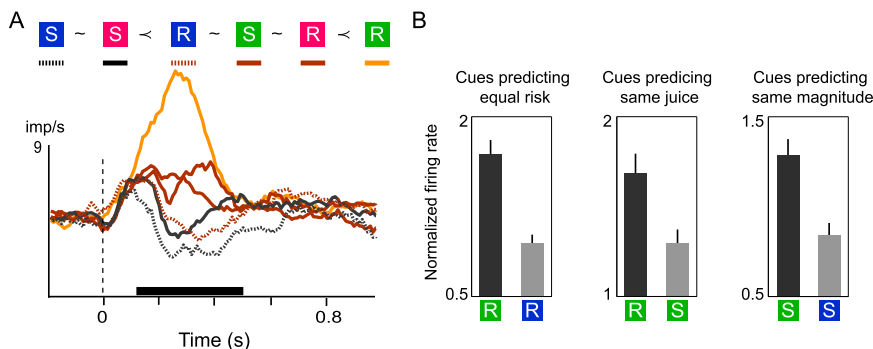 A
S ~ S ≺ R ~ S ~ R ≺ R
imp/s
9
0 0.8
Time (s)
B
Cues predicting
equal risk
2
Normalized firing rate
0.5
R R
Cues predicing
same juice
2
1
R S
Cues predicting
same magnitude
1.5
0.5
S S